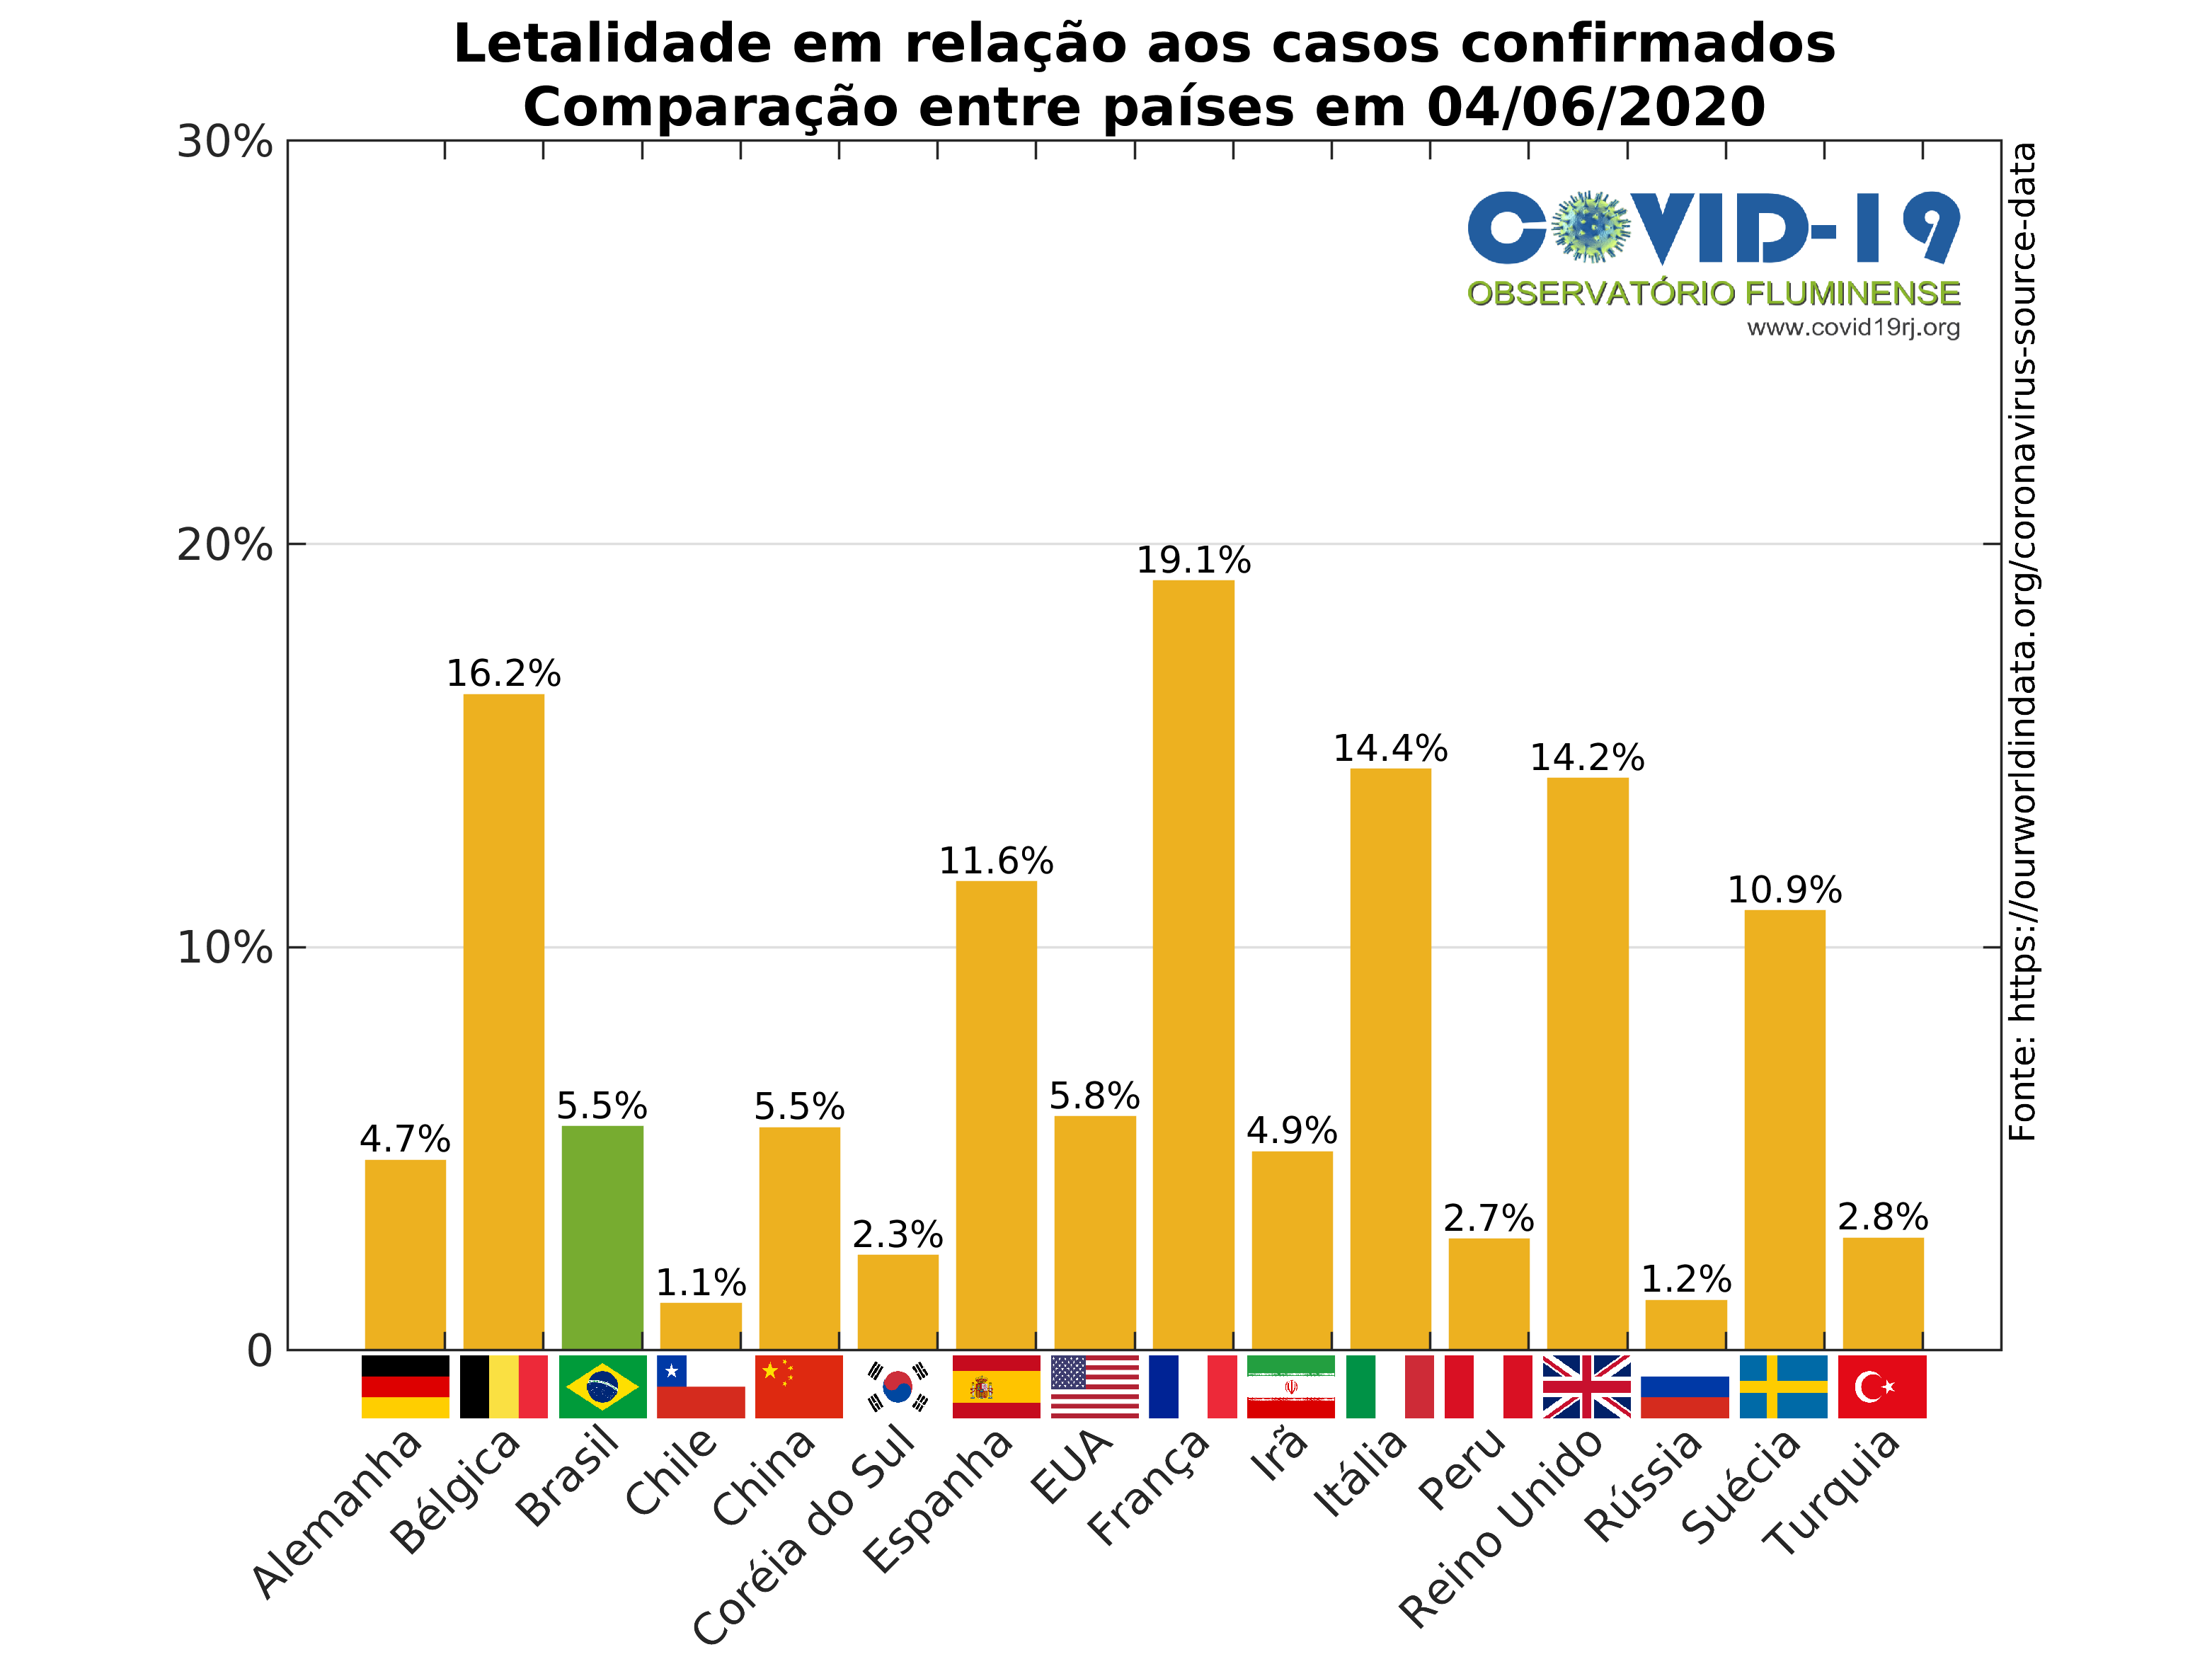 Letalidade em relação aos casos confirmados
Comparação entre países em 04/06/2020
30%
20%
10%
0
COVID-19
OBSERVATÓRIO FLUMINENSE
www.covid19rj.org
Fonte: https://ourworldindata.org/coronavirus-source-data
4.7%
16.2%
5.5%
1.1%
5.5%
2.3%
11.6%
5.8%
19.1%
4.9%
14.4%
2.7%
14.2%
1.2%
10.9%
2.8%
Alemanha
Bélgica
Brasil
Chile
China
Coréia do Sul
Espanha
EUA
França
Irã
Itália
Peru
Reino Unido
Rússia
Suécia
Turquia